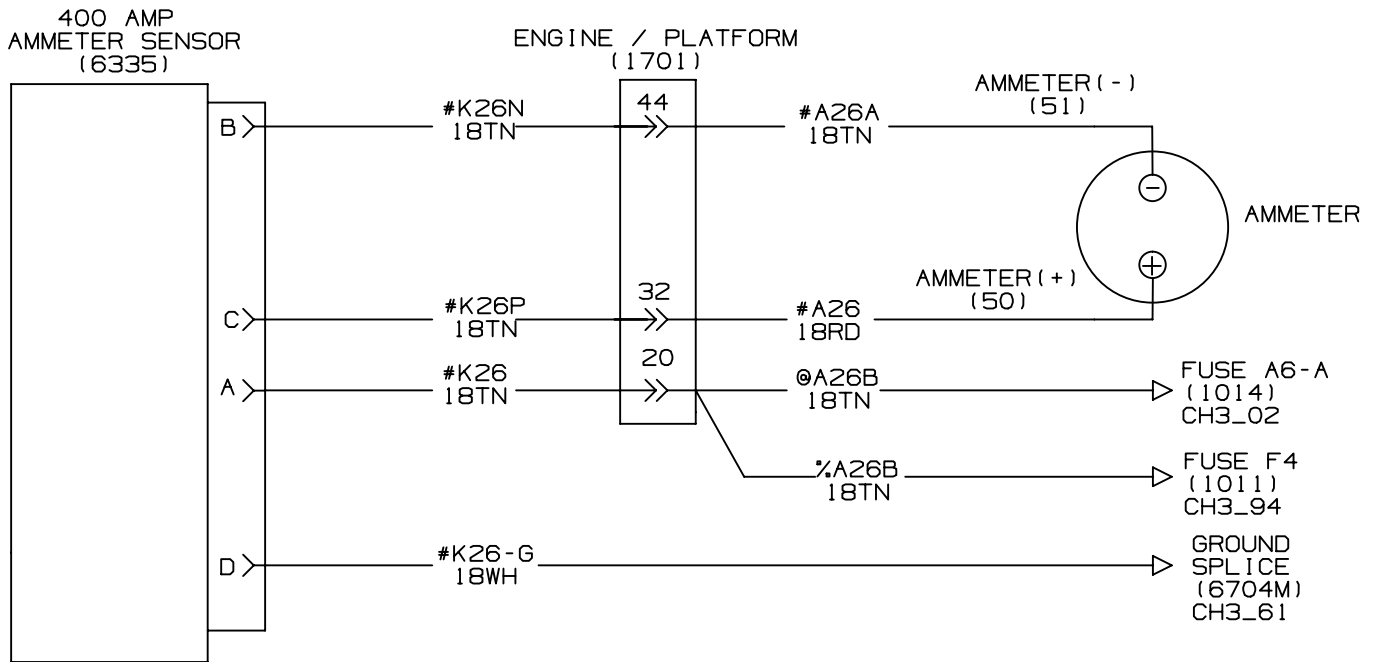 400 AMP
AMMETER SENSOR
(6335)
ENGINE / PLATFORM
(1701)
AMMETER(-)
(51)
B
#K26N
18TN
44
#A26A
18TN
-
AMMETER
+
AMMETER(+)
(50)
C
#K26P
18TN
32
#A26
18RD
A
#K26
18TN
20
@A26B
18TN
FUSE A6-A
(1014)
CH3_02
%A26B
18TN
FUSE F4
(1011)
CH3_94
D
#K26-G
18WH
GROUND
SPLICE
(6704M)
CH3_61